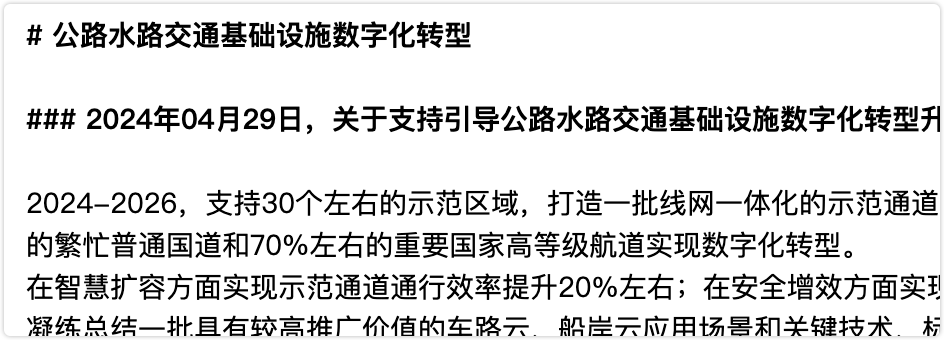 # 公路水路交通基础设施数字化转型
### 2024年04月29日，关于支持引导公路水路交通基础设施数字化转型升
2024-2026，支持30个左右的示范区域，打造一批线网一体化的示范通道
的繁忙普通国道和70%左右的重要国家高等级航道实现数字化转型。
在智慧扩容方面实现示范通道通行效率提升20%左右；在安全增效方面实现
凝练总结一批具有较高推广价值的车路云、船岸云应用场景和关键技术、标